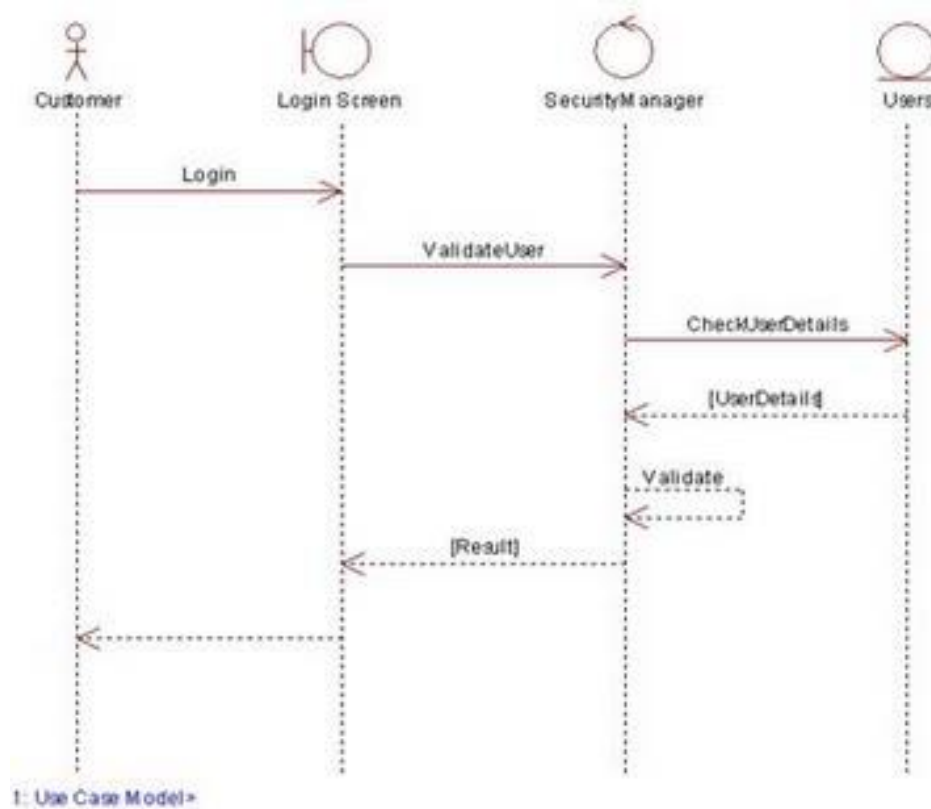 Customer
Login Screen
SecurityManager
Users
Login
ValidateUser
CheckUserDetails
[UserDetails]
Validate
[Result]
1: Use Case Model>